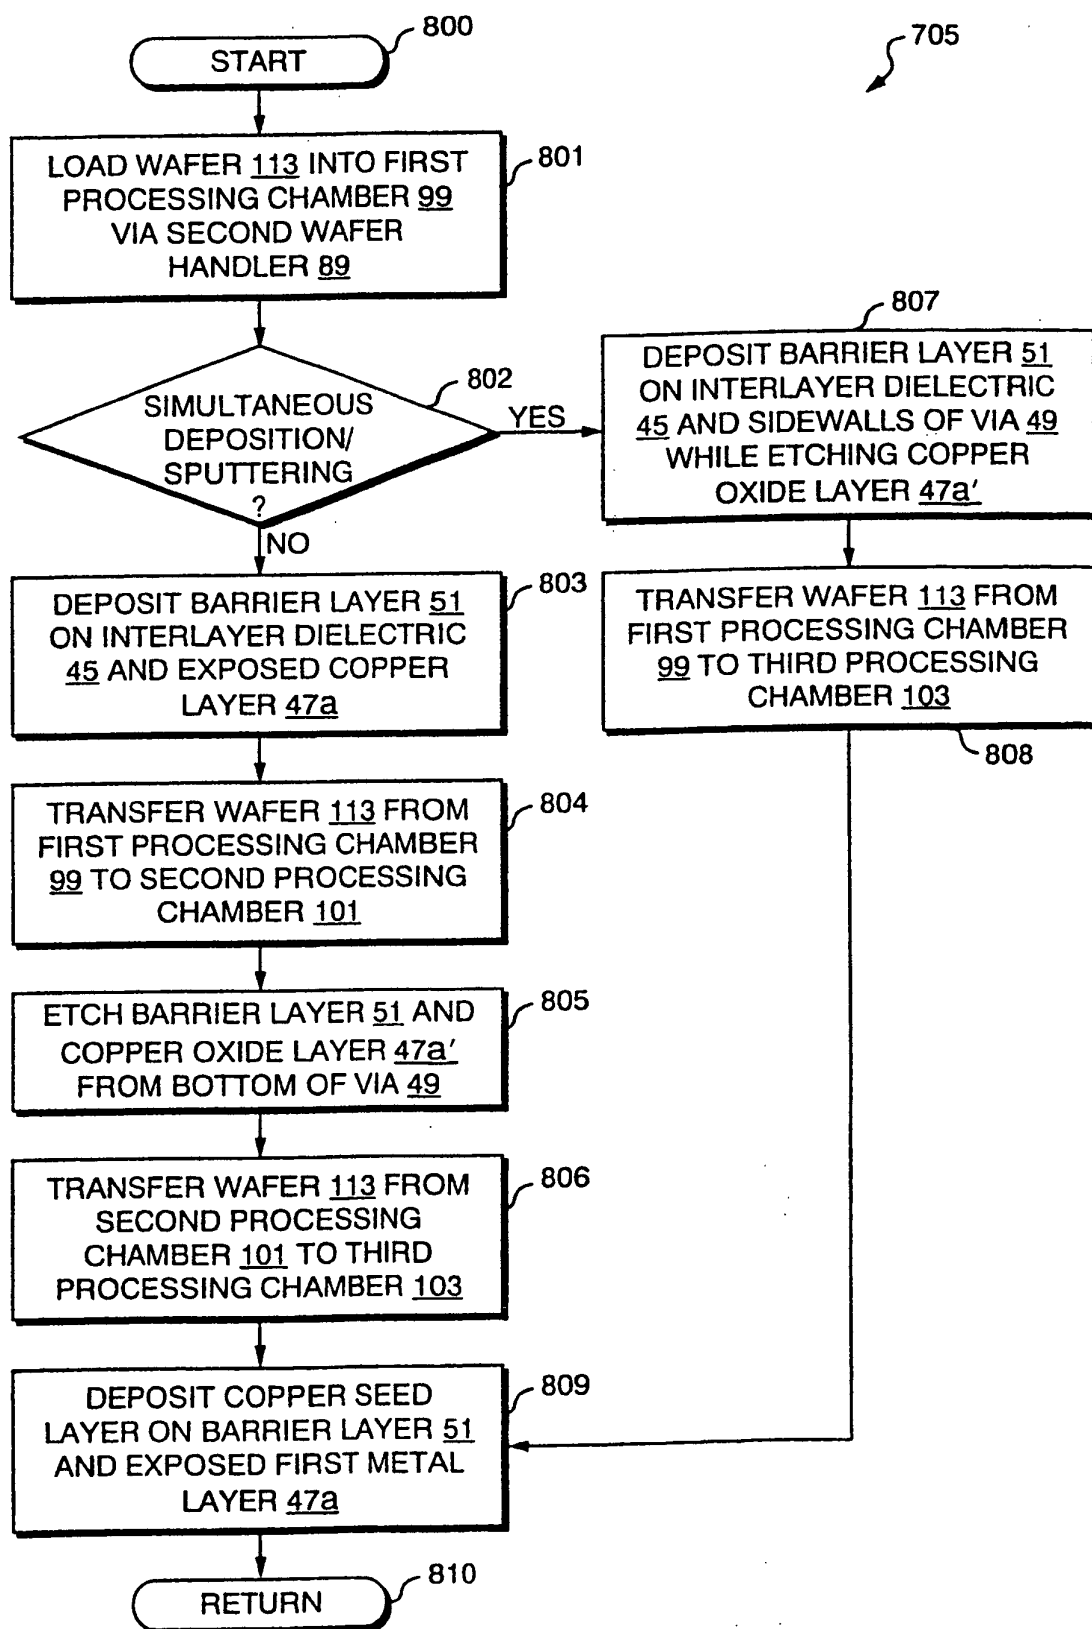 START
800
705
LOAD WAFER 113 INTO FIRST
PROCESSING CHAMBER 99
VIA SECOND WAFER
HANDLER 89
801
SIMULTANEOUS
DEPOSITION/
SPUTTERING
?
802
YES
NO
807
DEPOSIT BARRIER LAYER 51
ON INTERLAYER DIELECTRIC
45 AND SIDEWALLS OF VIA 49
WHILE ETCHING COPPER
OXIDE LAYER 47a'
TRANSFER WAFER 113 FROM
FIRST PROCESSING CHAMBER
99 TO THIRD PROCESSING
CHAMBER 103
808
DEPOSIT BARRIER LAYER 51
ON INTERLAYER DIELECTRIC
45 AND EXPOSED COPPER
LAYER 47a
803
TRANSFER WAFER 113 FROM
FIRST PROCESSING CHAMBER
99 TO SECOND PROCESSING
CHAMBER 101
804
ETCH BARRIER LAYER 51 AND
COPPER OXIDE LAYER 47a'
FROM BOTTOM OF VIA 49
805
TRANSFER WAFER 113 FROM
SECOND PROCESSING
CHAMBER 101 TO THIRD
PROCESSING CHAMBER 103
806
DEPOSIT COPPER SEED
LAYER ON BARRIER LAYER 51
AND EXPOSED FIRST METAL
LAYER 47a
809
RETURN
810